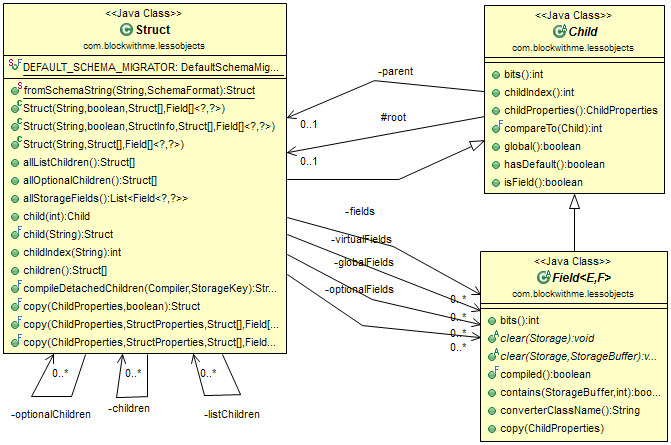 <<Java Class>>
Struct
com.blockwithme.lessobjects
DEFAULT_SCHEMA_MIGRATOR: DefaultSchemaMig...
fromSchemaString(String,SchemaFormat):Struct
Struct(String,boolean,Struct[],Field[]<?,?>)
Struct(String,boolean,StructInfo,Struct[],Field[]<?,?>)
Struct(String,Struct[],Field[]<?,?>)
allListChildren():Struct[]
allOptionalChildren():Struct[]
allStorageFields():List<Field<?,?>>
child(int):Child
child(String):Struct
childIndex(String):int
children():Struct[]
compileDetachedChildren(Compiler,StorageKey):Str...
copy(ChildProperties,boolean):Struct
copy(ChildProperties,StructProperties,Struct[],Field[...
copy(ChildProperties,StructProperties,Struct[],Field...
<<Java Class>>
Child
com.blockwithme.lessobjects
bits():int
childIndex():int
childProperties():ChildProperties
compareTo(Child):int
global():boolean
hasDefault():boolean
isField():boolean
-parent
0..1
#root
0..1
-fields
0..*
-virtualFields
0..*
-globalFields
0..*
-optionalFields
0..*
<<Java Class>>
Field<E,F>
com.blockwithme.lessobjects
bits():int
clear(Storage):void
clear(Storage,StorageBuffer):v...
compiled():boolean
contains(StorageBuffer,int):boo...
converterClassName():String
copy(ChildProperties)
0..*
0..*
0..*
-optionalChildren
-children
-listChildren